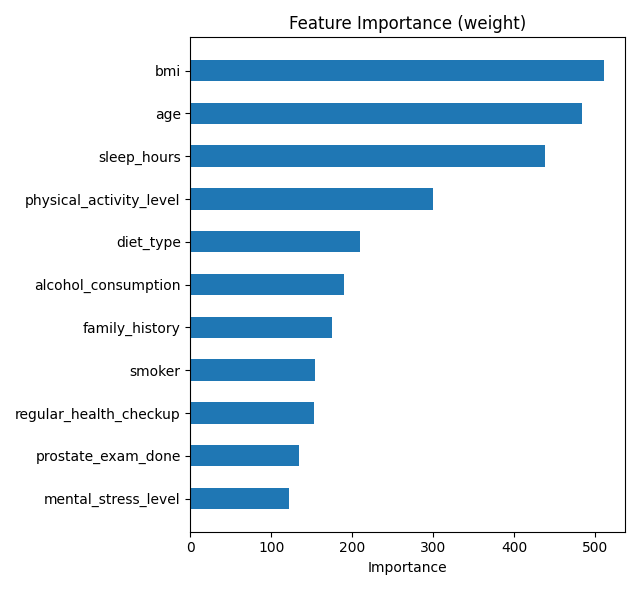 Feature Importance (weight)
bmi
age
sleep_hours
physical_activity_level
diet_type
alcohol_consumption
family_history
smoker
regular_health_checkup
prostate_exam_done
mental_stress_level
0 100 200 300 400 500
Importance